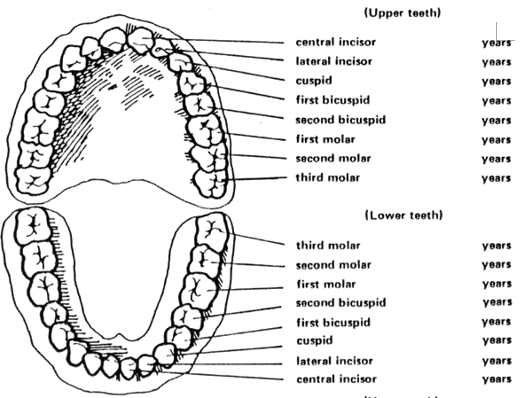 (Upper teeth)
central incisor years
lateral incisor years
cuspid years
first bicuspid years
second bicuspid years
first molar years
second molar years
third molar years
(Lower teeth)
third molar years
second molar years
first molar years
second bicuspid years
first bicuspid years
cuspid years
lateral incisor years
central incisor years